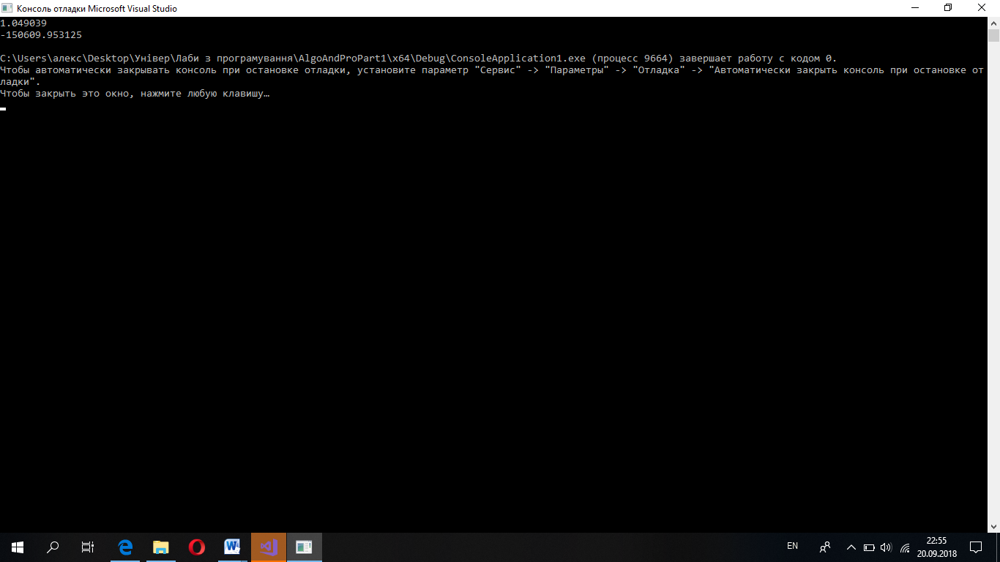 Консоль отладки Microsoft Visual Studio
1.049039
-150609.953125
C:\Users\алекс\Desktop\Універ\Лаби з програмування\AlgoAndProPart1\x64\Debug\ConsoleApplication1.exe (процесс 9664) завершает работу с кодом 0.
Чтобы автоматически закрывать консоль при остановке отладки, установите параметр "Сервис" -> "Параметры" -> "Отладка" -> "Автоматически закрыть консоль при остановке от
ладки".
Чтобы закрыть это окно, нажмите любую клавишу…
EN
22:55
20.09.2018